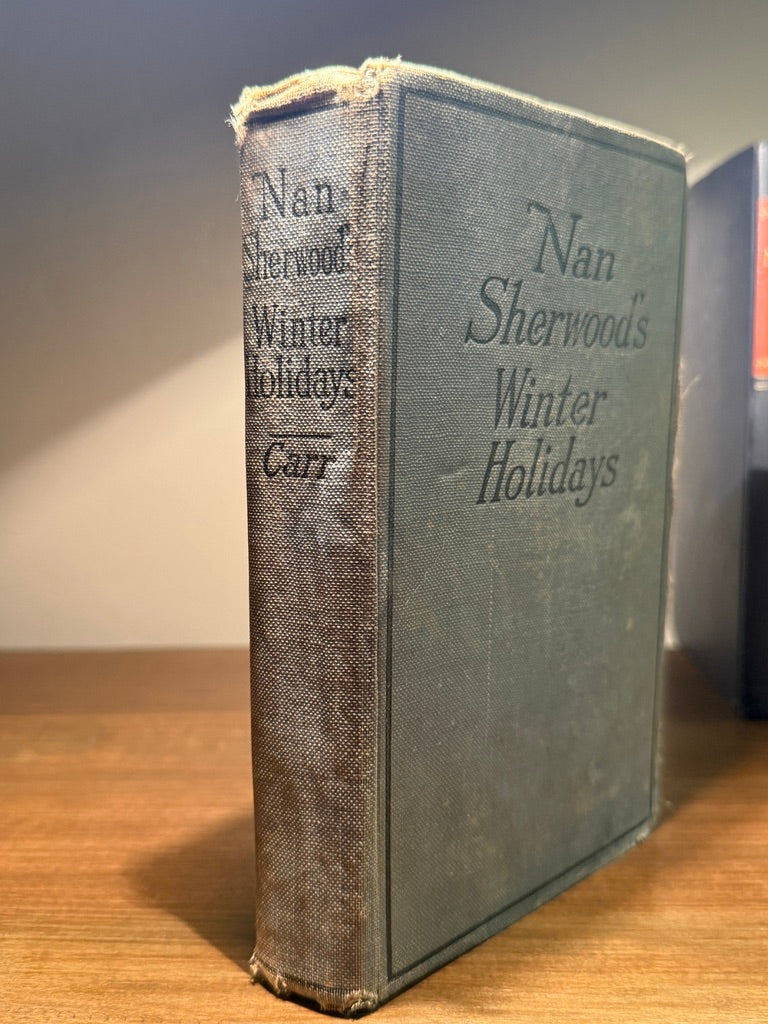 Nan
Sherwood's
Winter
Holidays
Carr
Nan
Sherwood's
Winter
Holidays